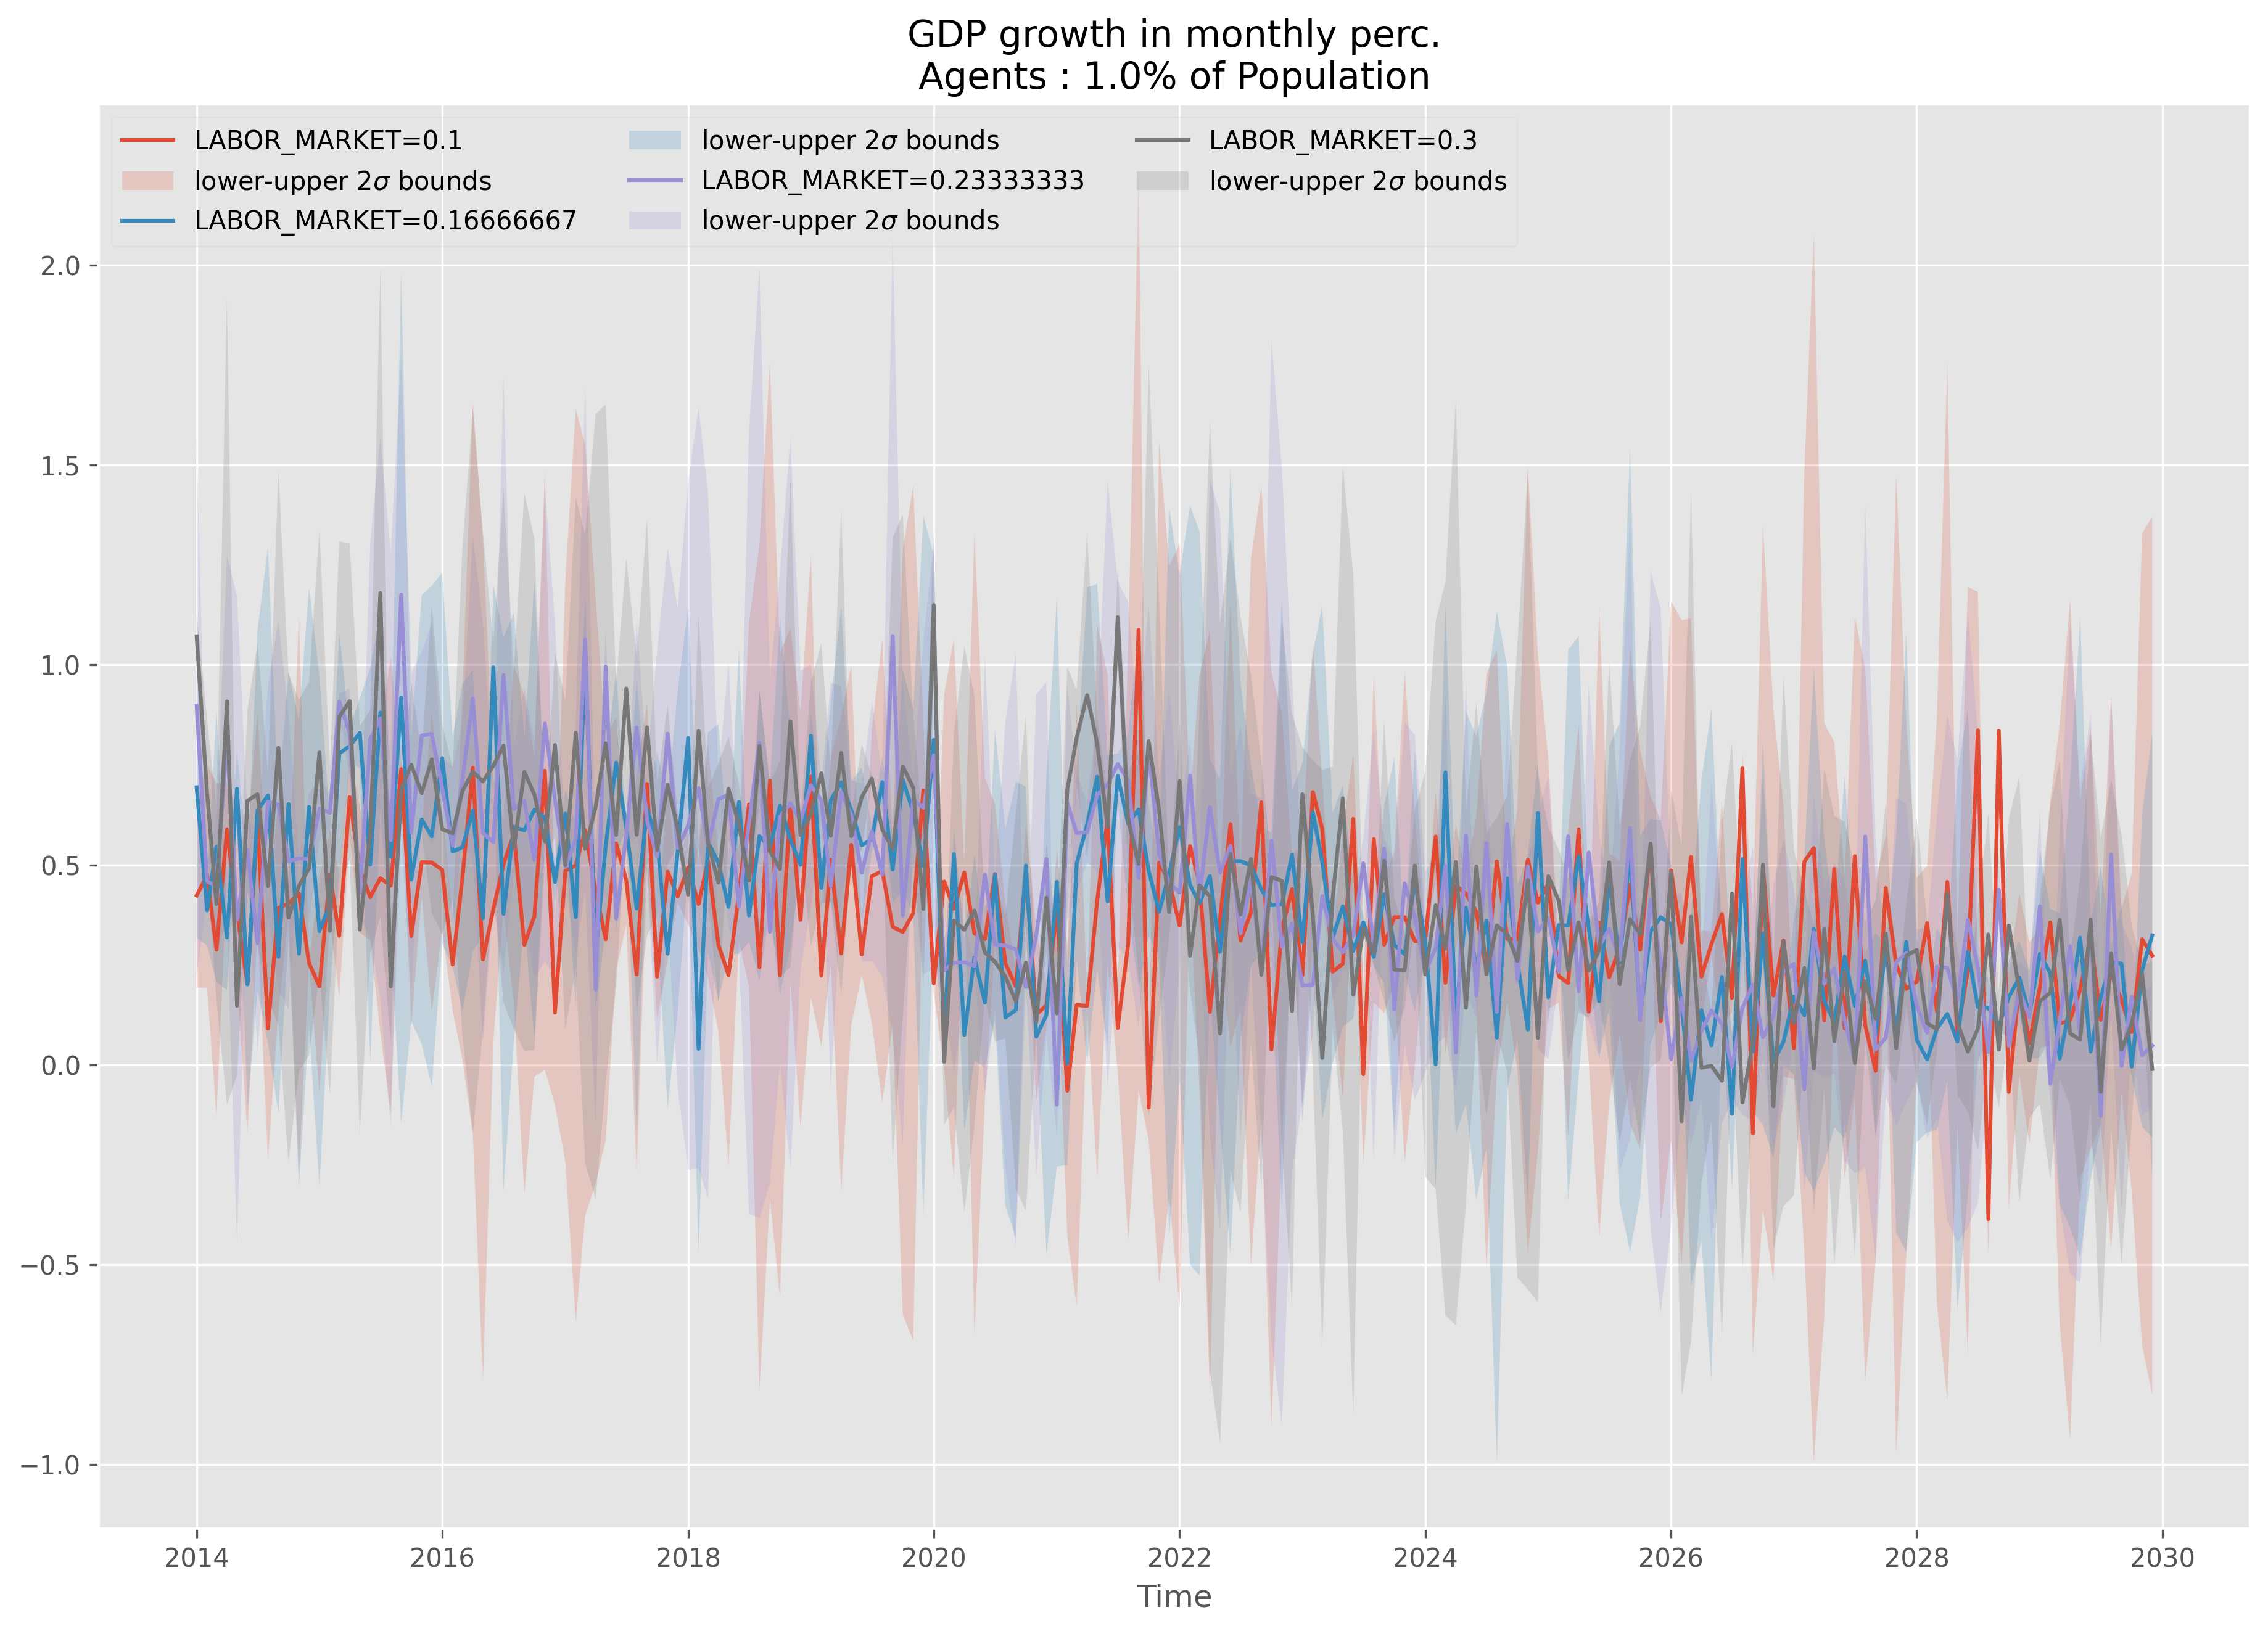 GDP growth in monthly perc.
Agents : 1.0% of Population
LABOR_MARKET=0.1
lower-upper 2σ bounds
LABOR_MARKET=0.16666667
lower-upper 2σ bounds
LABOR_MARKET=0.23333333
lower-upper 2σ bounds
LABOR_MARKET=0.3
lower-upper 2σ bounds
2.0
1.5
1.0
0.5
0.0
−0.5
−1.0
2014 2016 2018 2020 2022 2024 2026 2028 2030
Time